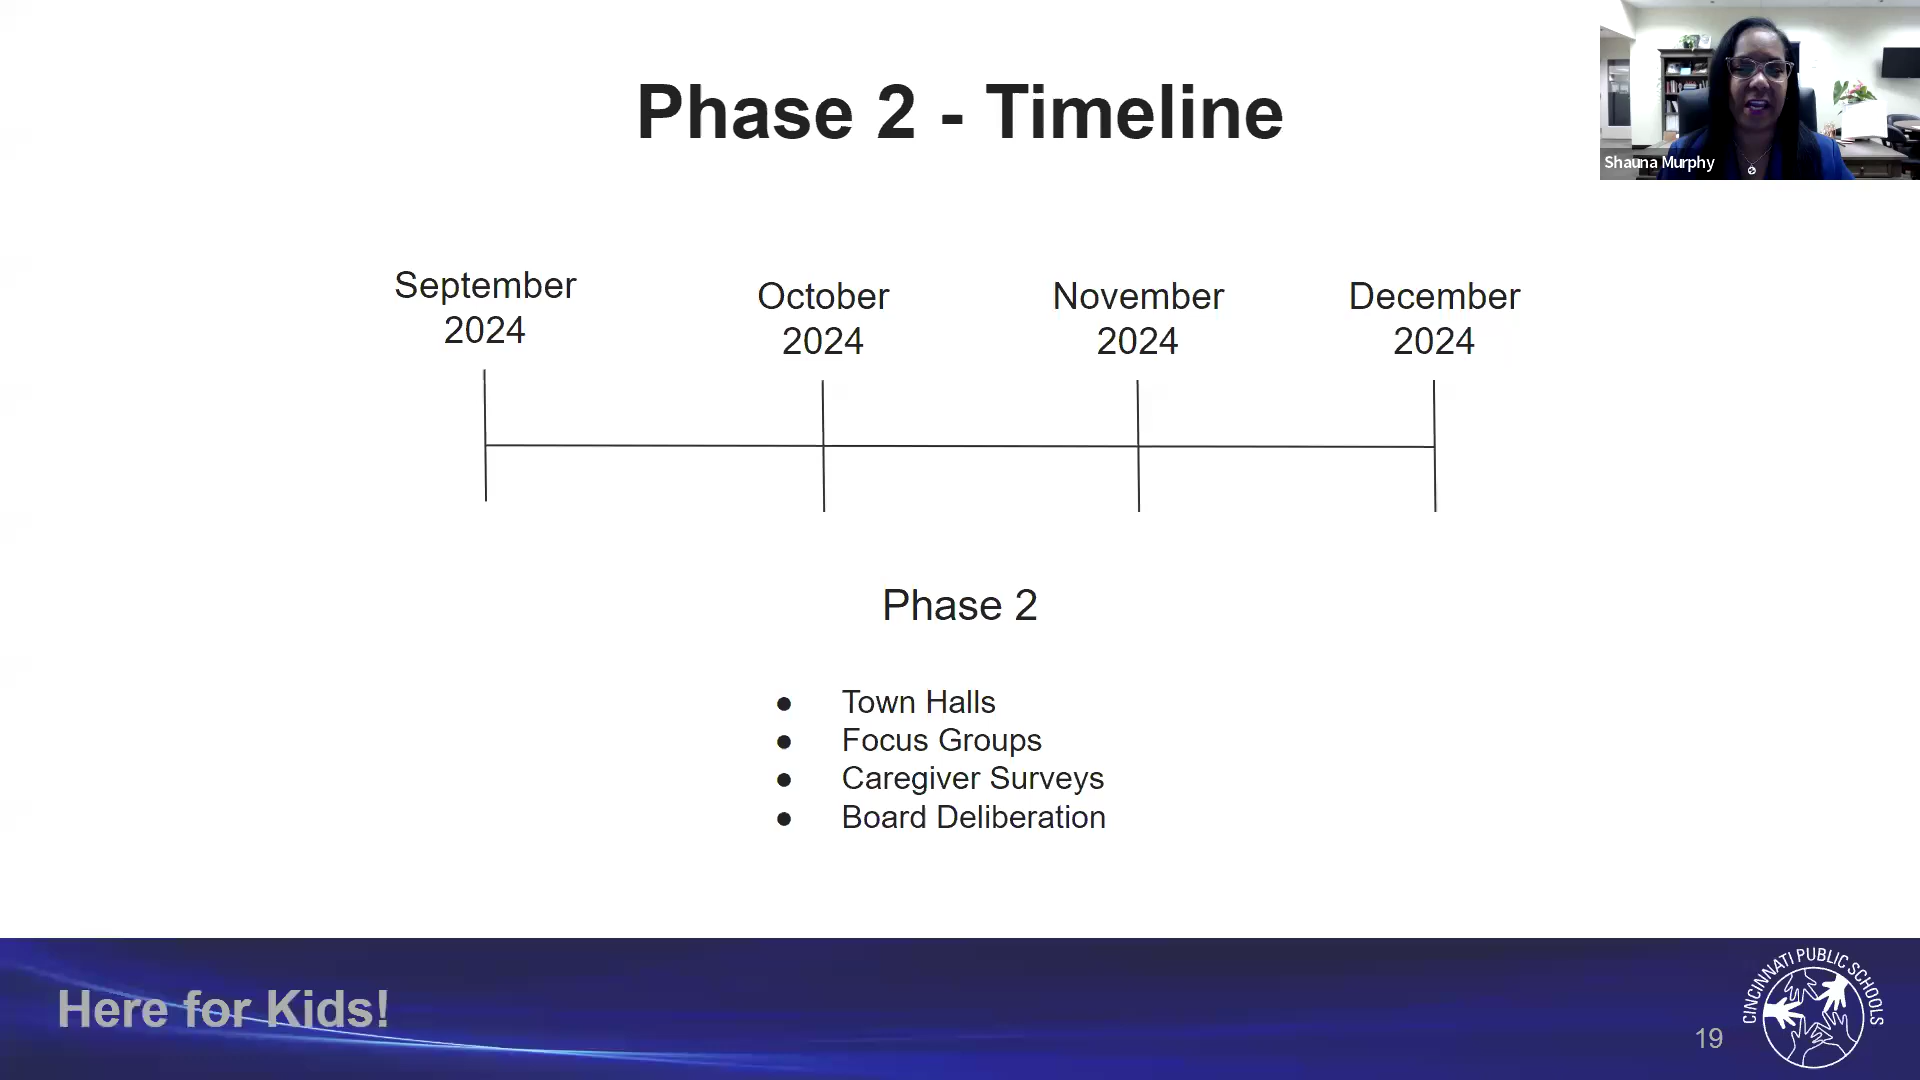 Phase 2 - Timeline
Shauna Murphy
September
2024
October
2024
November
2024
December
2024
Phase 2
● Town Halls
● Focus Groups
● Caregiver Surveys
● Board Deliberation
Here for Kids!
19
CINCINNATI PUBLIC SCHOOLS